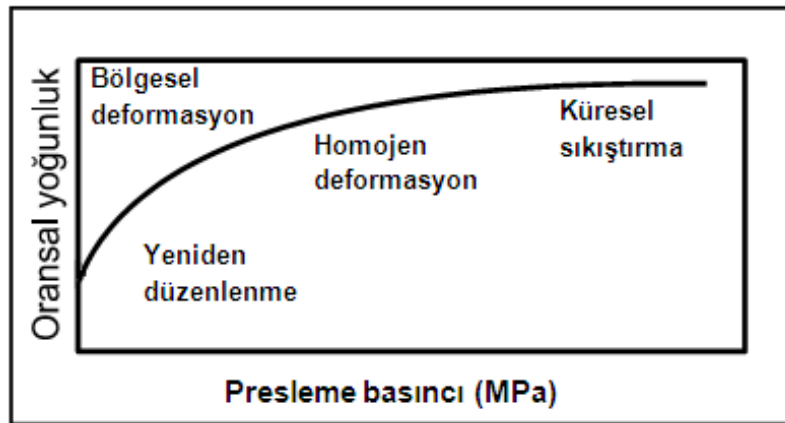 Oransal yoğunluk
Bölgesel
deformasyon
Homojen
deformasyon
Küresel
sıkıştırma
Yeniden
düzenlenme
Presleme basıncı (MPa)